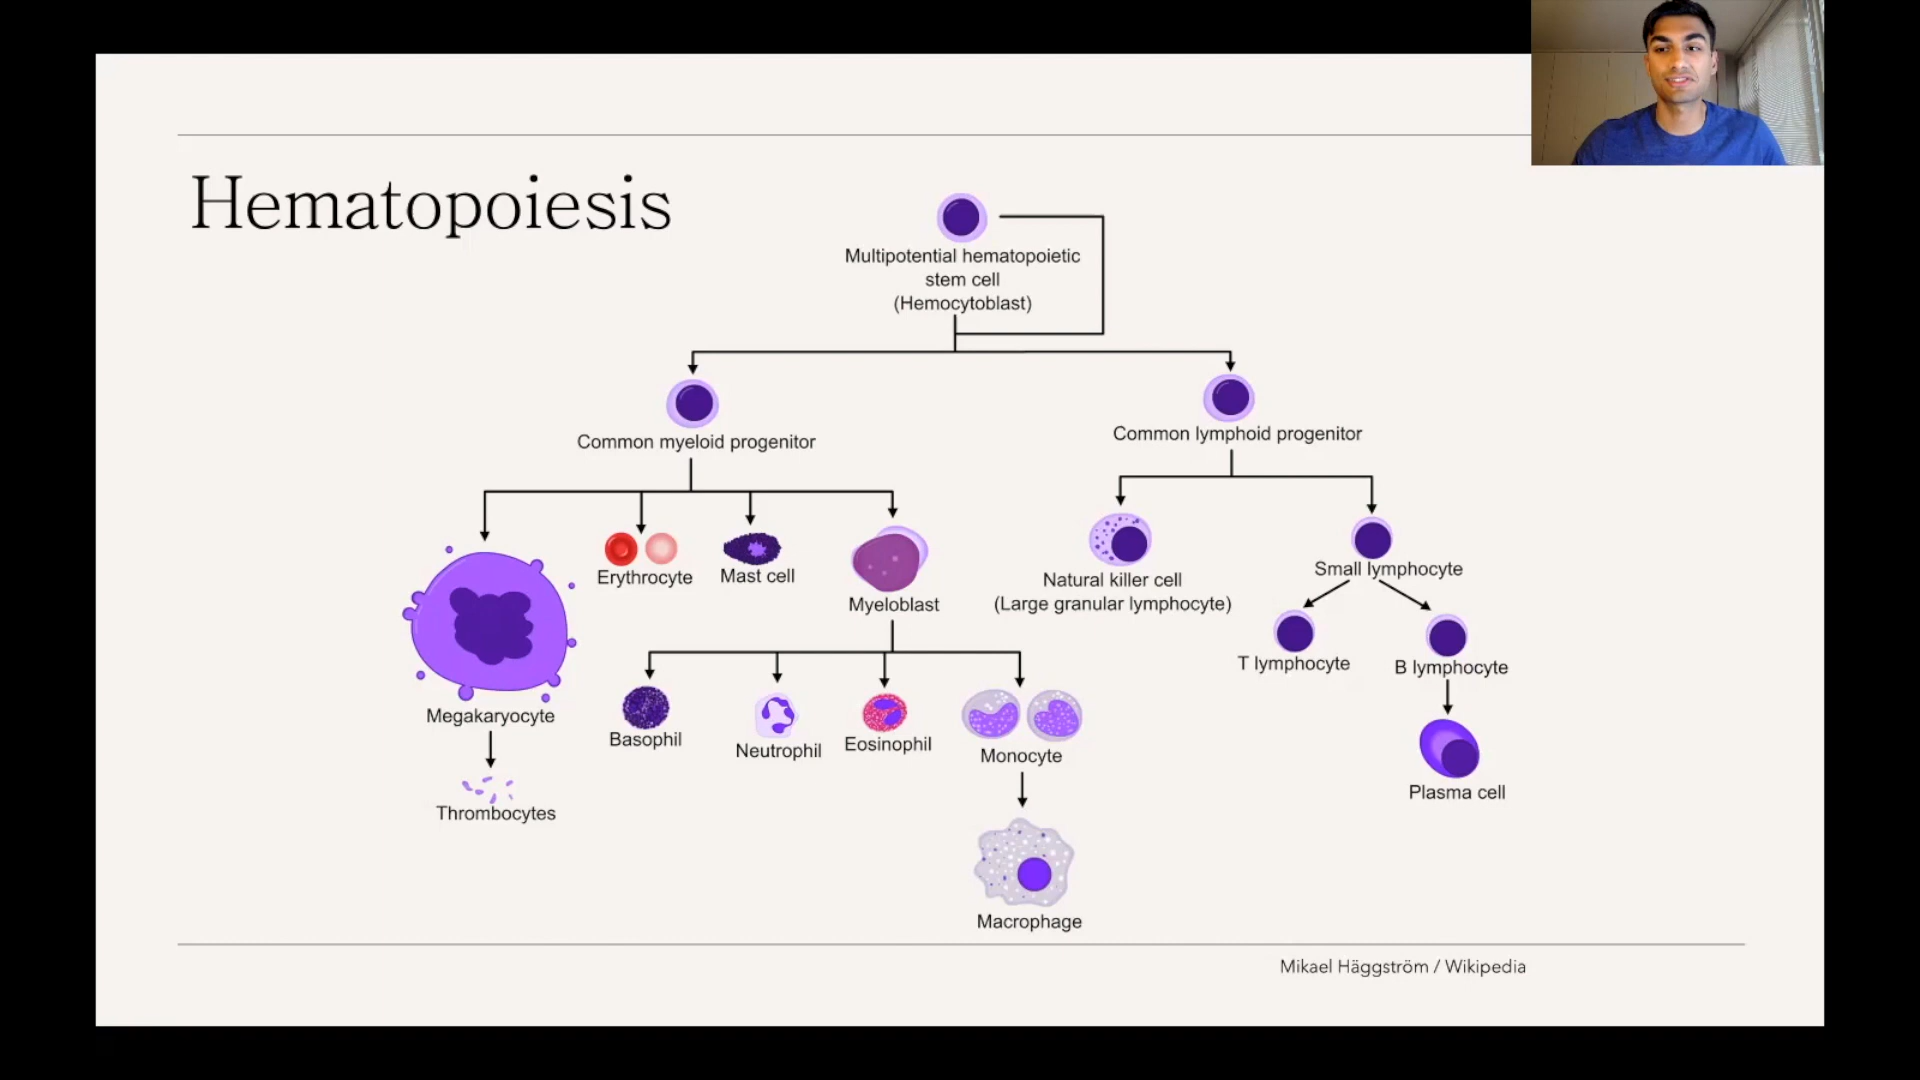 Hematopoiesis
Multipotential hematopoietic
stem cell
(Hemocytoblast)
Common myeloid progenitor
Common lymphoid progenitor
Erythrocyte
Mast cell
Myeloblast
Natural killer cell
(Large granular lymphocyte)
Small lymphocyte
T lymphocyte
B lymphocyte
Megakaryocyte
Basophil
Neutrophil
Eosinophil
Monocyte
Plasma cell
Thrombocytes
Macrophage
Mikael Häggström / Wikipedia